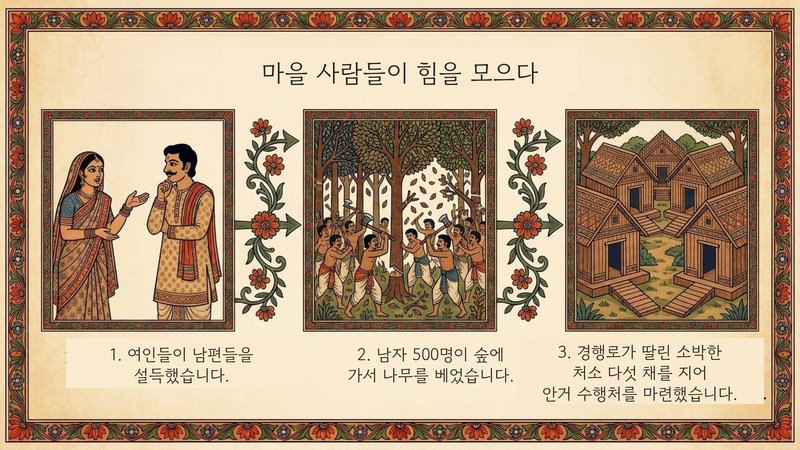 마을 사람들이 힘을 모으다
1. 여인들이 남편들을
설득했습니다.
2. 남자 500명이 숲에
가서 나무를 베었습니다.
3. 경행로가 딸린 소박한
처소 다섯 채를 지어
안거 수행처를 마련했습니다.